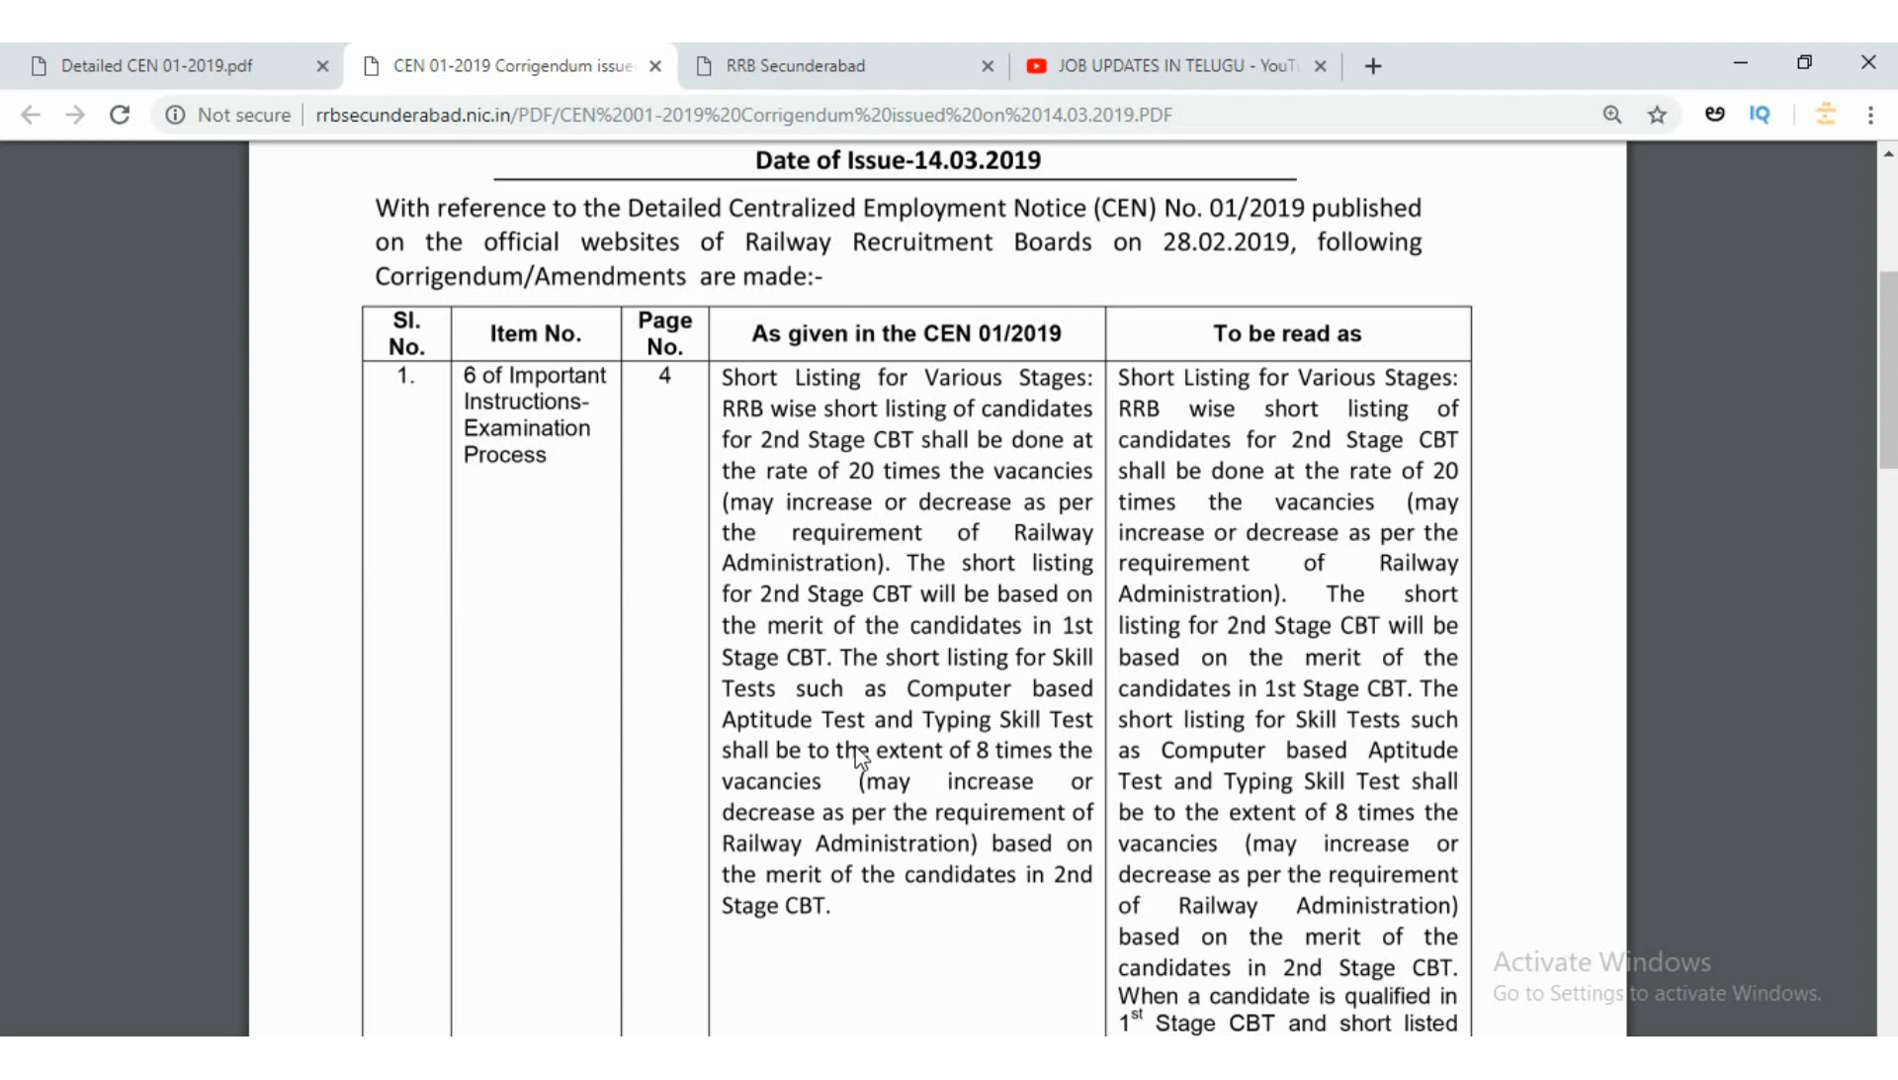 Detailed CEN 01-2019.pdf
CEN 01-2019 Corrigendum issue
RRB Secunderabad
JOB UPDATES IN TELUGU - YouTu
Not secure
rrbsecunderabad.nic.in/PDF/CEN%2001-2019%20Corrigendum%20issued%20on%2014.03.2019.PDF
IQ
Date of Issue-14.03.2019
With reference to the Detailed Centralized Employment Notice (CEN) No. 01/2019 published
on the official websites of Railway Recruitment Boards on 28.02.2019, following
Corrigendum/Amendments are made:-
Sl.
No.
Item No.
Page
No.
As given in the CEN 01/2019
To be read as
1.
6 of Important
Instructions-
Examination
Process
4
Short Listing for Various Stages:
RRB wise short listing of candidates
for 2nd Stage CBT shall be done at
the rate of 20 times the vacancies
(may increase or decrease as per
the requirement of Railway
Administration). The short listing
for 2nd Stage CBT will be based on
the merit of the candidates in 1st
Stage CBT. The short listing for Skill
Tests such as Computer based
Aptitude Test and Typing Skill Test
shall be to the extent of 8 times the
vacancies (may increase or
decrease as per the requirement of
Railway Administration) based on
the merit of the candidates in 2nd
Stage CBT.
Short Listing for Various Stages:
RRB wise short listing of
candidates for 2nd Stage CBT
shall be done at the rate of 20
times the vacancies (may
increase or decrease as per the
requirement of Railway
Administration). The short
listing for 2nd Stage CBT will be
based on the merit of the
candidates in 1st Stage CBT. The
short listing for Skill Tests such
as Computer based Aptitude
Test and Typing Skill Test shall
be to the extent of 8 times the
vacancies (may increase or
decrease as per the requirement
of Railway Administration)
based on the merit of the
candidates in 2nd Stage CBT.
When a candidate is qualified in
1st Stage CBT and short listed
Activate Windows
Go to Settings to activate Windows.